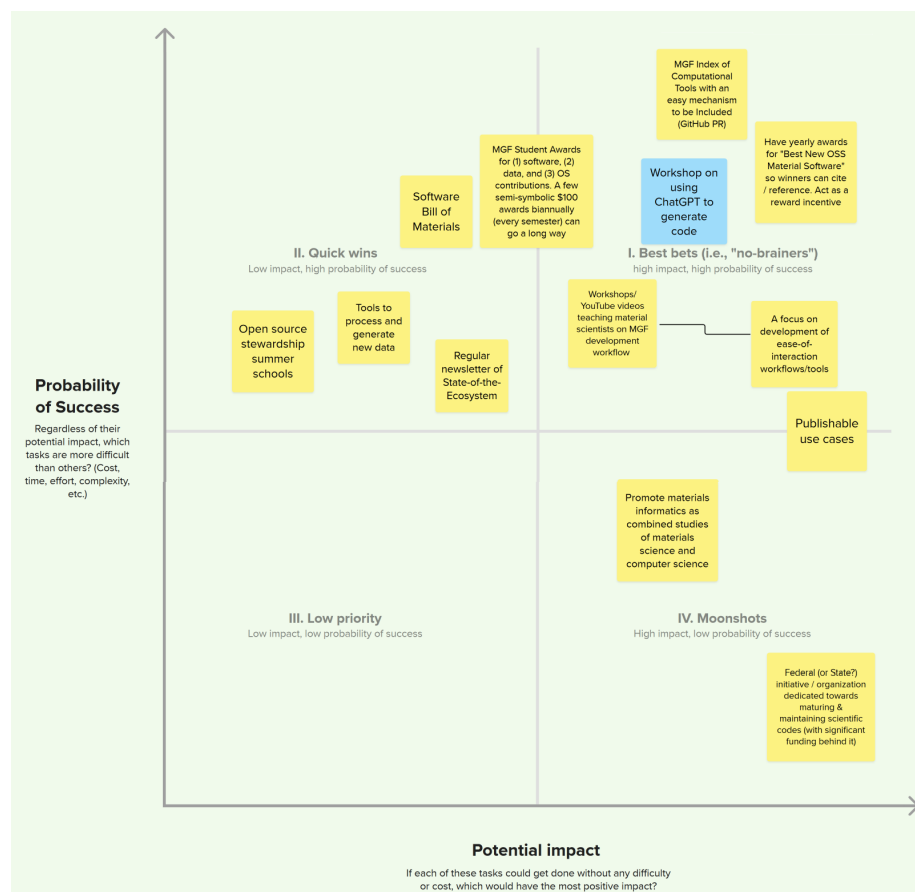 MGF Index of
Computational
Tools with an
easy mechanism
to be Included
(GitHub PR)
Have yearly awards
for "Best New OSS
Material Software"
so winners can cite
/ reference. Act as a
reward incentive
MGF Student Awards
for (1) software, (2)
data, and (3) OS
contributions. A few
semi-symbolic $100
awards biannually
(every semester) can
go a long way
Workshop on
using
ChatGPT to
generate
code
Software
Bill of
Materials
II. Quick wins
Low impact, high probability of success
I. Best bets (i.e., "no-brainers")
high impact, high probability of success)
Workshops/
YouTube videos
teaching material
scientists on MGF
development
workflow
A focus on
development of
ease-of-
interaction
workflows/tools
Tools to
process and
generate
new data
Open source
stewardship
summer
schools
Regular
newsletter of
State-of-the-
Ecosystem
Probability
of Success
Regardless of their
potential impact, which
tasks are more difficult
than others? (Cost,
time, effort, complexity,
etc.)
Publishable
use cases
Promote materials
informatics as
combined studies
of materials
science and
computer science
III. Low priority
Low impact, low probability of success
IV. Moonshots
High impact, low probability of success
Federal (or State?)
initiative / organization
dedicated towards
maturing &
maintaining scientific
codes (with significant
funding behind it)
Potential impact
If each of these tasks could get done without any difficulty
or cost, which would have the most positive impact?